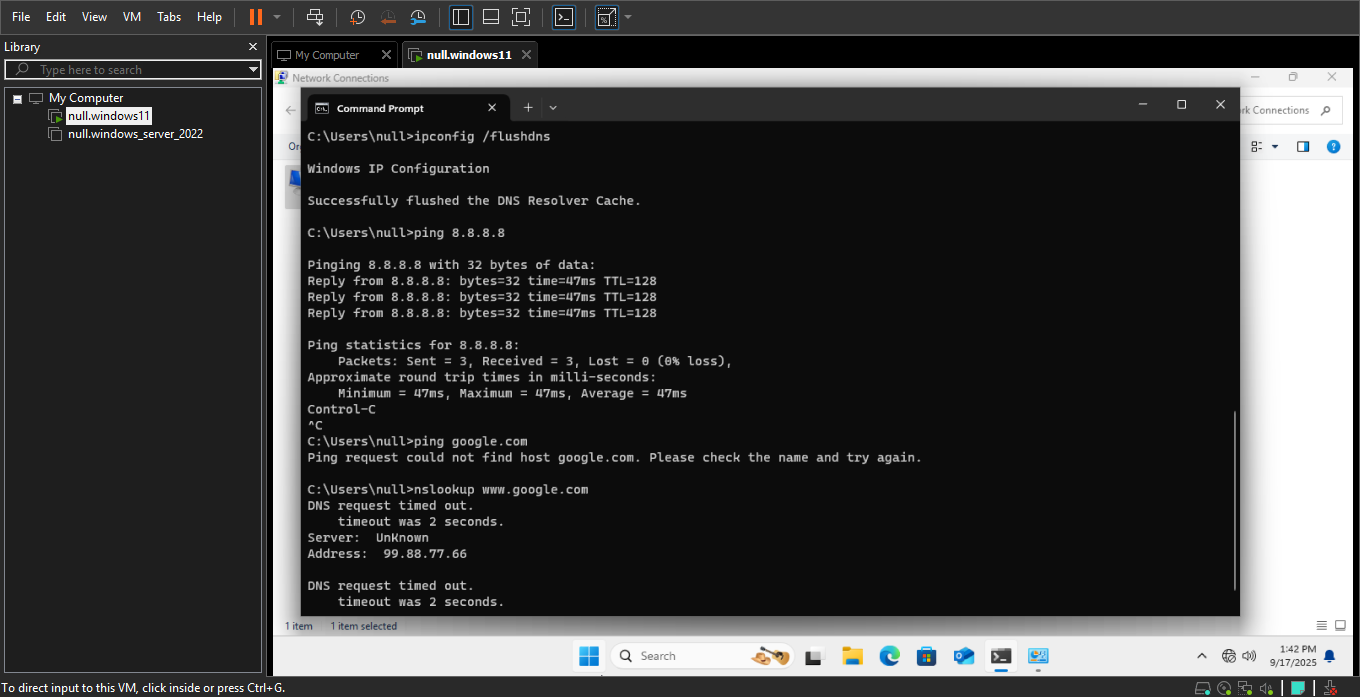 File Edit View VM Tabs Help
Library
Type here to search
My Computer
null.windows11
null.windows_server_2022
My Computer
null.windows11
Network Connections
Command Prompt
rk Connections
Or
C:\Users\null>ipconfig /flushdns
Windows IP Configuration
Successfully flushed the DNS Resolver Cache.
C:\Users\null>ping 8.8.8.8
Pinging 8.8.8.8 with 32 bytes of data:
Reply from 8.8.8.8: bytes=32 time=47ms TTL=128
Reply from 8.8.8.8: bytes=32 time=47ms TTL=128
Reply from 8.8.8.8: bytes=32 time=47ms TTL=128
Ping statistics for 8.8.8.8:
Packets: Sent = 3, Received = 3, Lost = 0 (0% loss),
Approximate round trip times in milli-seconds:
Minimum = 47ms, Maximum = 47ms, Average = 47ms
Control-C
^C
C:\Users\null>ping google.com
Ping request could not find host google.com. Please check the name and try again.
C:\Users\null>nslookup www.google.com
DNS request timed out.
timeout was 2 seconds.
Server: UnKnown
Address: 99.88.77.66
DNS request timed out.
timeout was 2 seconds.
1 item 1 item selected
Search
1:42 PM
9/17/2025
To direct input to this VM, click inside or press Ctrl+G.